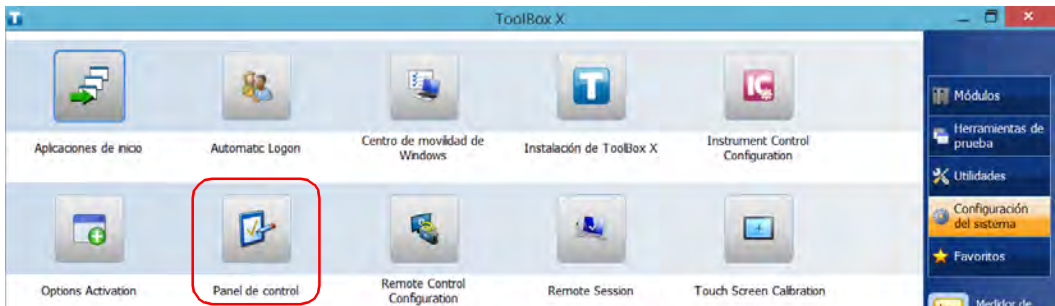 ToolBox X
Aplicaciones de inicio
Automatic Logon
Centro de movilidad de
Windows
Instalación de ToolBox X
Instrument Control
Configuration
Options Activation
Panel de control
Remote Control
Configuration
Remote Session
Touch Screen Calibration
Módulos
Herramientas de
prueba
Utilidades
Configuración
del sistema
Favoritos
Medidor de